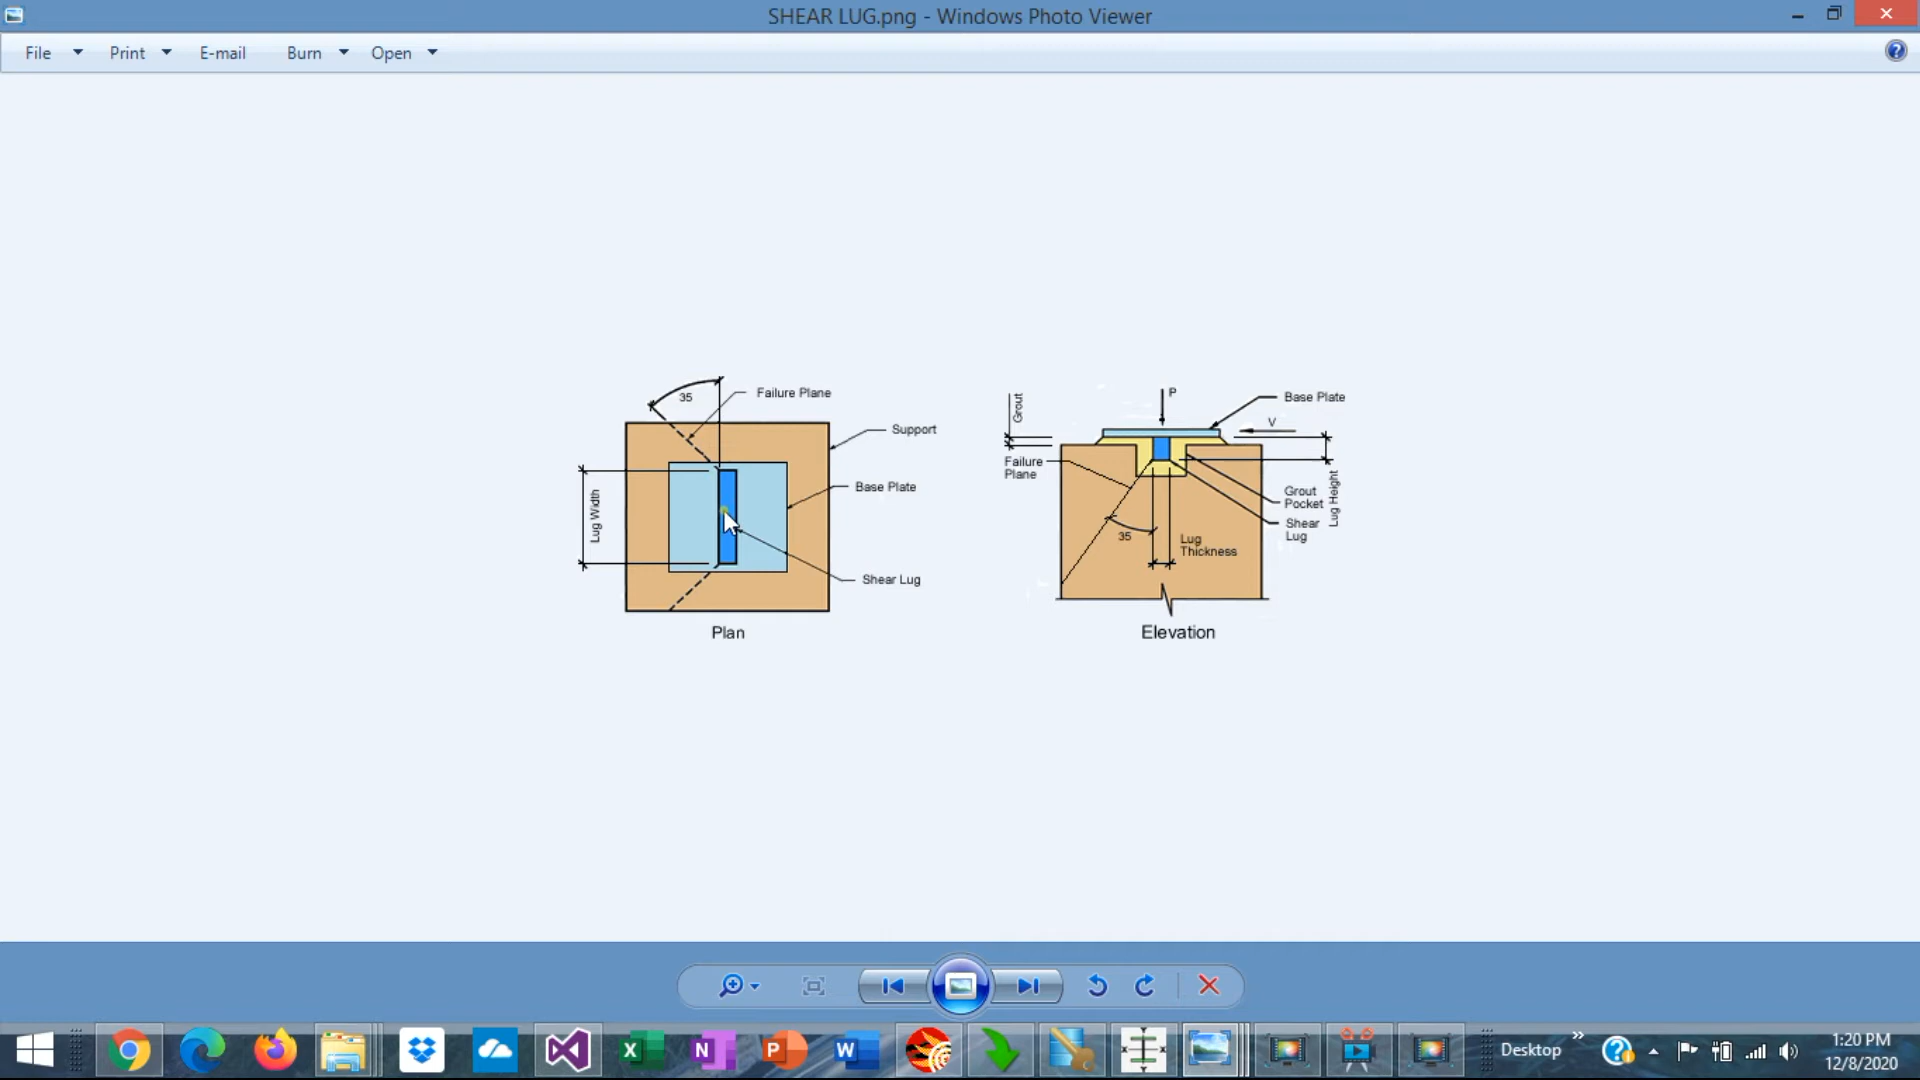 SHEAR LUG.png - Windows Photo Viewer
File
Print
E-mail
Burn
Open
35
Failure Plane
Support
Lug Width
Base Plate
Shear Lug
Plan
Grout
P
Base Plate
V
Failure
Plane
Grout
Pocket
Lug Height
Shear
Lug
35
Lug
Thickness
Elevation
X
N
P
W
Desktop
»
1:20 PM
12/8/2020